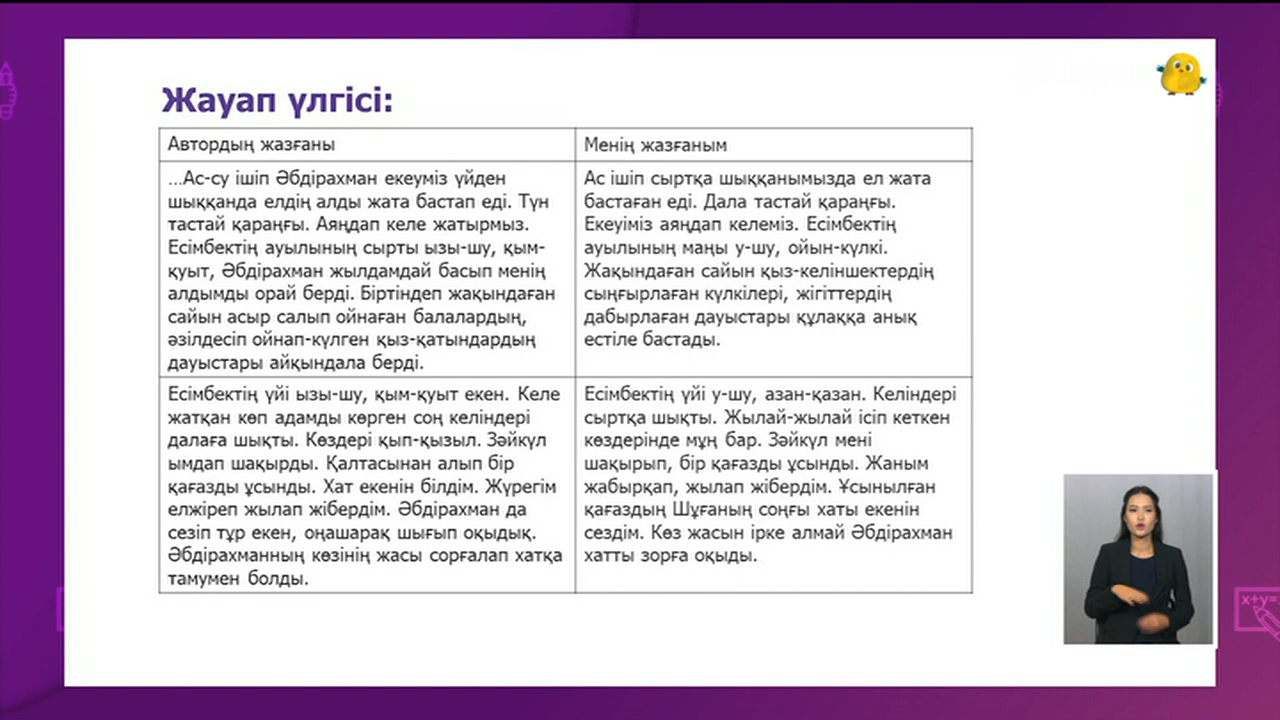 Жауап үлгісі:
Автордың жазғаны
Менің жазғаным
...Ас-су ішіп Әбдірахман екеуміз үйден
шыққанда елдің алды жата бастап еді. Түн
тастай қараңғы. Аяңдап келе жатырмыз.
Есімбектің ауылының сырты ызы-шу, қым-
қуыт, Әбдірахман жылдамдай басып менің
алдымды орай берді. Біртіндеп жақындаған
сайын асыр салып ойнаған балалардың,
әзілдесіп ойнап-күлген қыз-қатындардың
дауыстары айқындала берді.
Ас ішіп сыртқа шыққанымызда ел жата
бастаған еді. Дала тастай қараңғы.
Екеуіміз аяңдап келеміз. Есімбектің
ауылының маңы у-шу, ойын-күлкі.
Жақындаған сайын қыз-келіншектердің
сыңғырлаған күлкілері, жігіттердің
дабырлаған дауыстары құлаққа анық
естіле бастады.
Есімбектің үйі ызы-шу, қым-қуыт екен. Келе
жатқан көп адамды көрген соң келіндері
далаға шықты. Көздері қып-қызыл. Зәйкүл
ымдап шақырды. Қалтасынан алып бір
қағазды ұсынды. Хат екенін білдім. Жүрегім
елжіреп жылап жібердім. Әбдірахман да
сезіп тұр екен, оңашарақ шығып оқыдық.
Әбдірахманның көзінің жасы сорғалап хатқа
тамумен болды.
Есімбектің үйі у-шу, азан-қазан. Келіндері
сыртқа шықты. Жылай-жылай ісіп кеткен
көздерінде мұң бар. Зәйкүл мені
шақырып, бір қағазды ұсынды. Жаным
жабырқап, жылап жібердім. Ұсынылған
қағаздың Шұғаның соңғы хаты екенін
сездім. Көз жасын ірке алмай Әбдірахман
хатты зорға оқыды.
x+y=